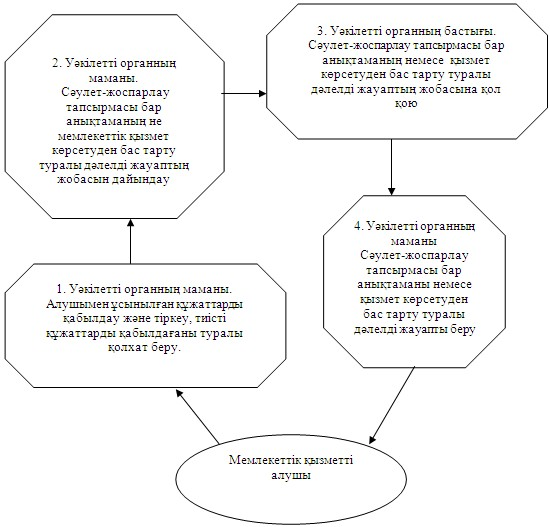 3. Уәкілетті органның бастығы.
Сәулет-жоспарлау тапсырмасы бар
анықтаманың немесе қызмет
көрсетуден бас тарту туралы
дәлелді жауаптың жобасына қол
қою
2. Уәкілетті органның
маманы.
Сәулет-жоспарлау
тапсырмасы бар
анықтаманың не
мемлекеттік қызмет
көрсетуден бас тарту
туралы дәлелді жауаптың
жобасын дайындау
4. Уәкілетті органның
маманы
Сәулет-жоспарлау
тапсырмасы бар
анықтаманы немесе
қызмет көрсетуден
бас тарту туралы
дәлелді жауапты беру
1. Уәкілетті органның маманы.
Алушымен ұсынылған құжаттарды
қабылдау және тіркеу, тиісті
құжаттарды қабылдағаны туралы
қолхат беру.
Мемлекеттік қызметті
алушы